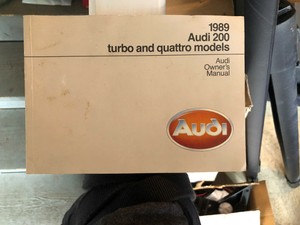 1989
Audi 200
turbo and quattro models
Audi
Owner's
Manual
Audi